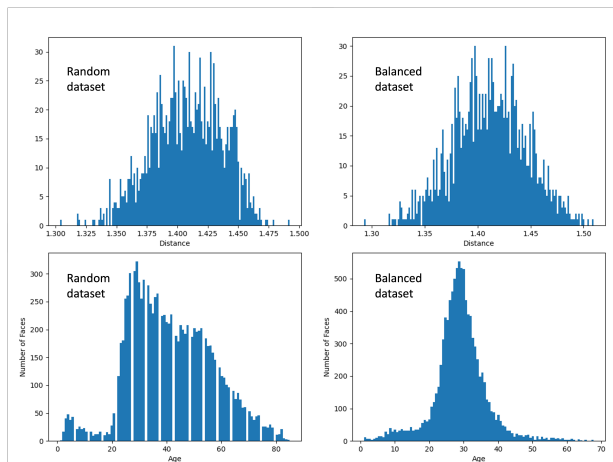 Random
dataset
30
25
20
15
10
5
0
1.300 1.325 1.350 1.375 1.400 1.425 1.450 1.475 1.500
Distance
Balanced
dataset
30
25
20
15
10
5
0
1.30 1.35 1.40 1.45 1.50
Distance
Random
dataset
Number of Faces
300
250
200
150
100
50
0
0 20 40 60 80
Age
Balanced
dataset
Number of Faces
500
400
300
200
100
0
0 10 20 30 40 50 60 70
Age